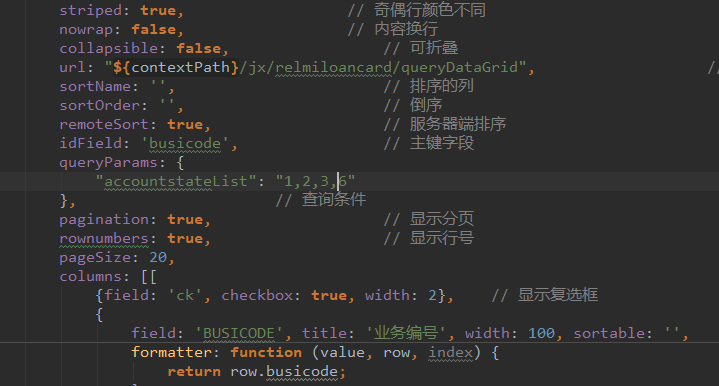 striped: true, // 奇偶行颜色不同
nowrap: false, // 内容换行
collapsible: false, // 可折叠
url: "${contextPath}/jx/relmiloancard/queryDataGrid", //
sortName: '', // 排序的列
sortOrder: '', // 倒序
remoteSort: true, // 服务器端排序
idField: 'busicode', // 主键字段
queryParams: {
"accountstateList": "1,2,3,6"
}, // 查询条件
pagination: true, // 显示分页
rownumbers: true, // 显示行号
pageSize: 20,
columns: [[
{field: 'ck', checkbox: true, width: 2}, // 显示复选框
{
field: 'BUSICODE', title: '业务编号', width: 100, sortable: '',
formatter: function (value, row, index) {
return row.busicode;